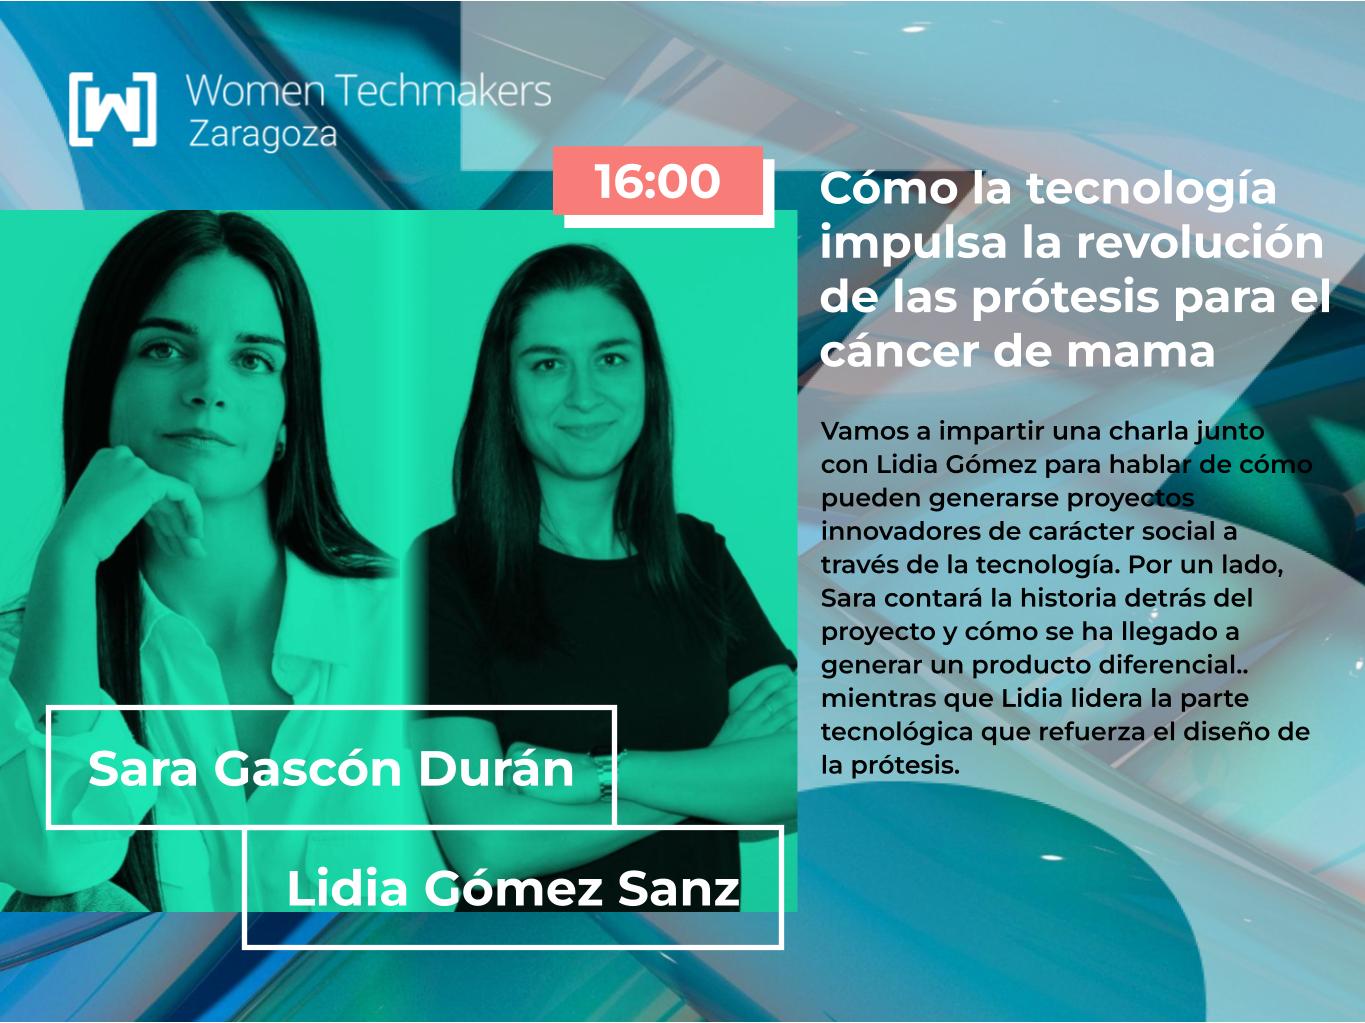 Women Techmakers
Zaragoza
16:00
Cómo la tecnología
impulsa la revolución
de las prótesis para el
cáncer de mama
Vamos a impartir una charla junto
con Lidia Gómez para hablar de cómo
pueden generarse proyectos
innovadores de carácter social a
través de la tecnología. Por un lado,
Sara contará la historia detrás del
proyecto y cómo se ha llegado a
generar un producto diferencial..
mientras que Lidia lidera la parte
tecnológica que refuerza el diseño de
la prótesis.
Sara Gascón Durán
Lidia Gómez Sanz